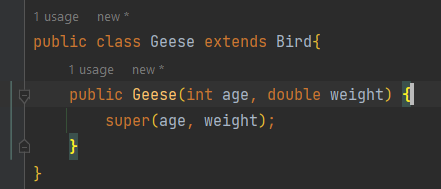 1 usage new *
public class Geese extends Bird{
1 usage new *
public Geese(int age, double weight) {
super(age, weight);
}
}